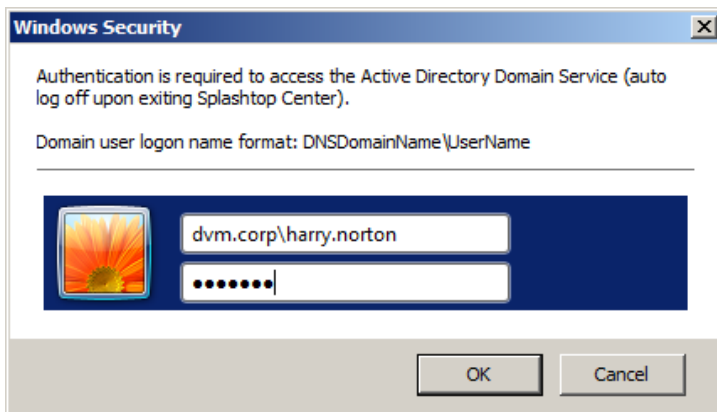 Windows Security
Authentication is required to access the Active Directory Domain Service (auto
log off upon exiting Splashtop Center).
Domain user logon name format: DNSDomainName\UserName
dvm.corp\harry.norton
●●●●●●●
OK Cancel